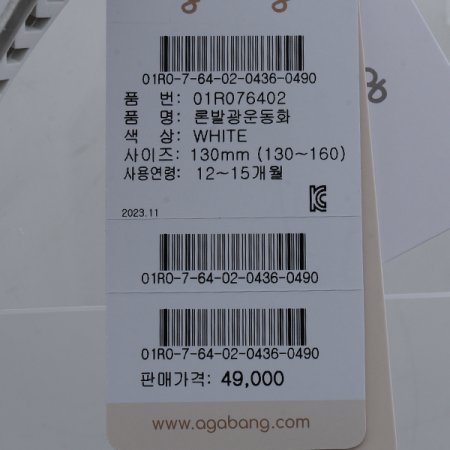 01R0-7-64-02-0436-0490
품 번: 01R076402
품 명: 론발광운동화
색 상: WHITE
사이즈: 130mm (130~160)
사용연령: 12~15개월
2023.11
01R0-7-64-02-0436-0490
01R0-7-64-02-0436-0490
판매가격: 49,000
www.agabang.com